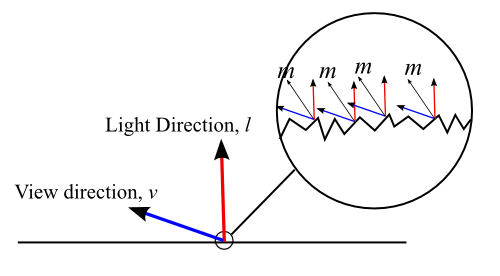 m m m m
Light Direction, l
View direction, v